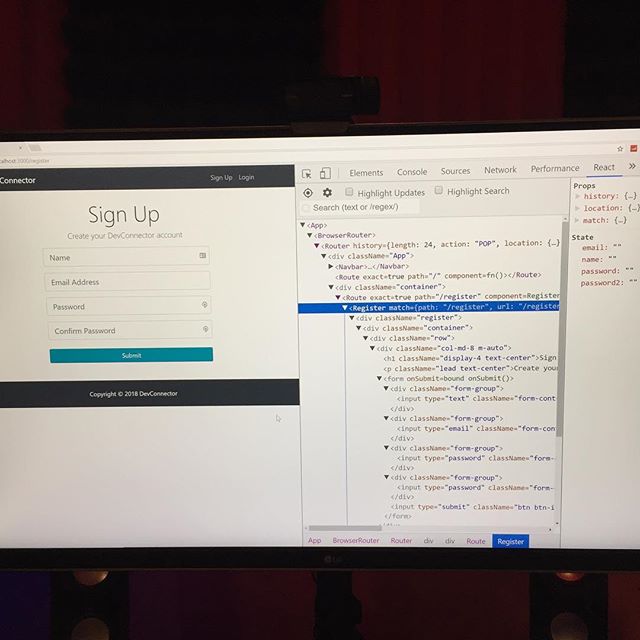 localhost:3000/register
Connector
Sign Up Login
Sign Up
Create your DevConnector account
Name
Email Address
Password
Confirm Password
Submit
Copyright © 2018 DevConnector
Elements Console Sources Network Performance React »
Highlight Updates Highlight Search
Search (text or /regex/)
<App>
<BrowserRouter>
<Router history={length: 24, action: "POP", location: {…}
<div className="App">
<Navbar>…</Navbar>
<Route exact=true path="/" component=fn()></Route>
<div className="container">
<Route exact=true path="/register" component=Register
<Register match={path: "/register", url: "/register
<div className="register">
<div className="container">
<div className="row">
<div className="col-md-8 m-auto">
<h1 className="display-4 text-center">Sign
<p className="lead text-center">Create your
<form onSubmit=bound onSubmit()>
<div className="form-group">
<input type="text" className="form-cont
</div>
<div className="form-group">
<input type="email" className="form-con
</div>
<div className="form-group">
<input type="password" className="form-
</div>
<div className="form-group">
<input type="password" className="form-
</div>
<input type="submit" className="btn btn-i
</form>
App BrowserRouter Router div div Route Register
Props
history: {…}
location: {…}
match: {…}
State
email: ""
name: ""
password: ""
password2: ""
LG